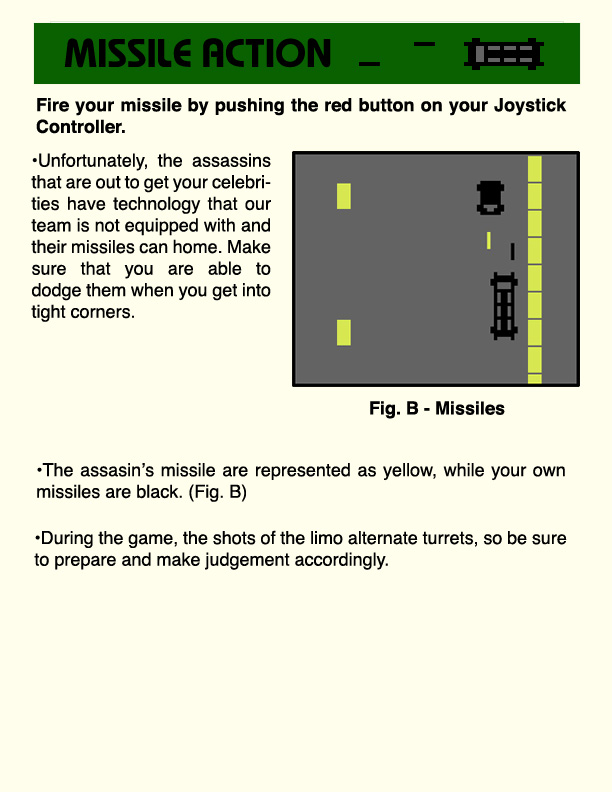 MISSILE ACTION
Fire your missile by pushing the red button on your Joystick
Controller.
•Unfortunately, the assassins
that are out to get your celebri-
ties have technology that our
team is not equipped with and
their missiles can home. Make
sure that you are able to
dodge them when you get into
tight corners.
Fig. B - Missiles
•The assasin's missile are represented as yellow, while your own
missiles are black. (Fig. B)
•During the game, the shots of the limo alternate turrets, so be sure
to prepare and make judgement accordingly.